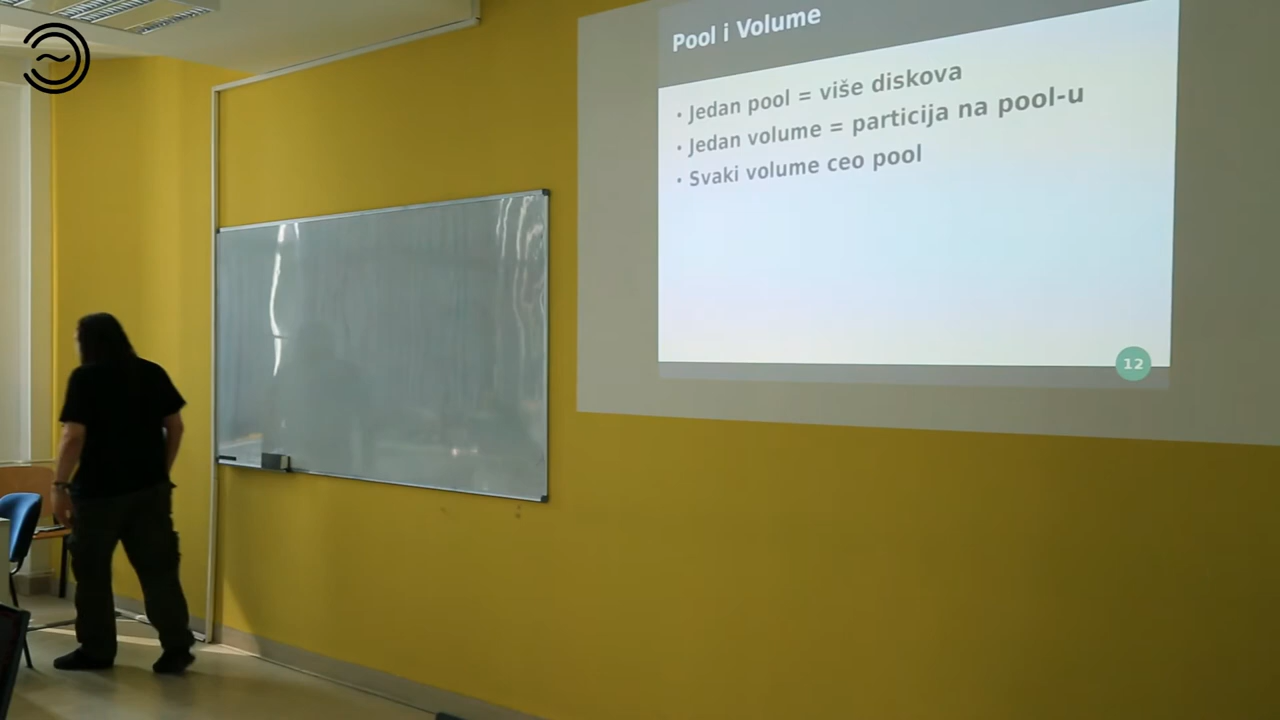 Pool i Volume
• Jedan pool = više diskova
• Jedan volume = particija na pool-u
• Svaki volume ceo pool
12